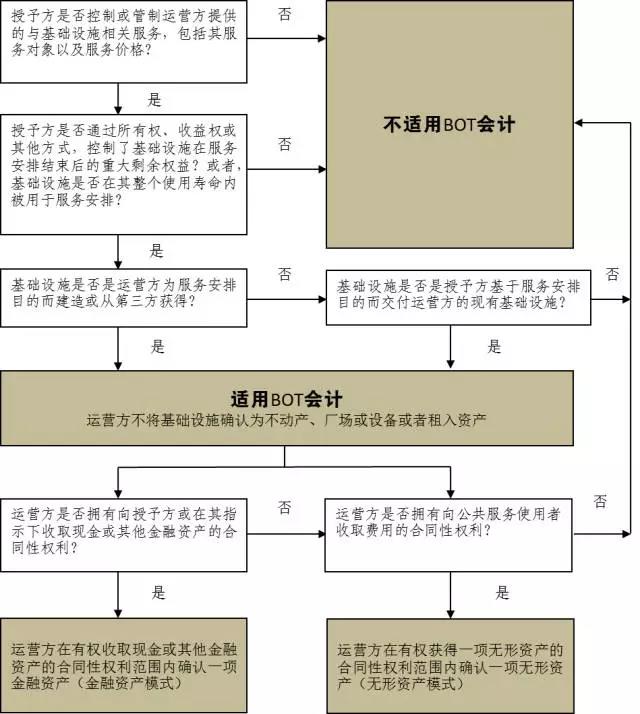 授予方是否控制或管制运营方提供
的与基础设施相关服务，包括其服
务对象以及服务价格？
否
不适用BOT会计
是
授予方是否通过所有权、收益权或
其他方式，控制了基础设施在服务
安排结束后的重大剩余权益？或者，
基础设施是否在其整个使用寿命内
被用于服务安排？
否
是
基础设施是否是运营方为服务安排
目的而建造或从第三方获得？
否
基础设施是否是授予方基于服务安排
目的而交付运营方的现有基础设施？
否
是
是
适用BOT会计
运营方不将基础设施确认为不动产、厂场或设备或者租入资产
运营方是否拥有向授予方或在其指
示下收取现金或其他金融资产的合
同性权利？
否
运营方是否拥有向公共服务使用者
收取费用的合同性权利？
否
是
是
运营方在有权收取现金或其他金融
资产的合同性权利范围内确认一项
金融资产（金融资产模式）
运营方在有权获得一项无形资产的
合同性权利范围内确认一项无形资
产（无形资产模式）